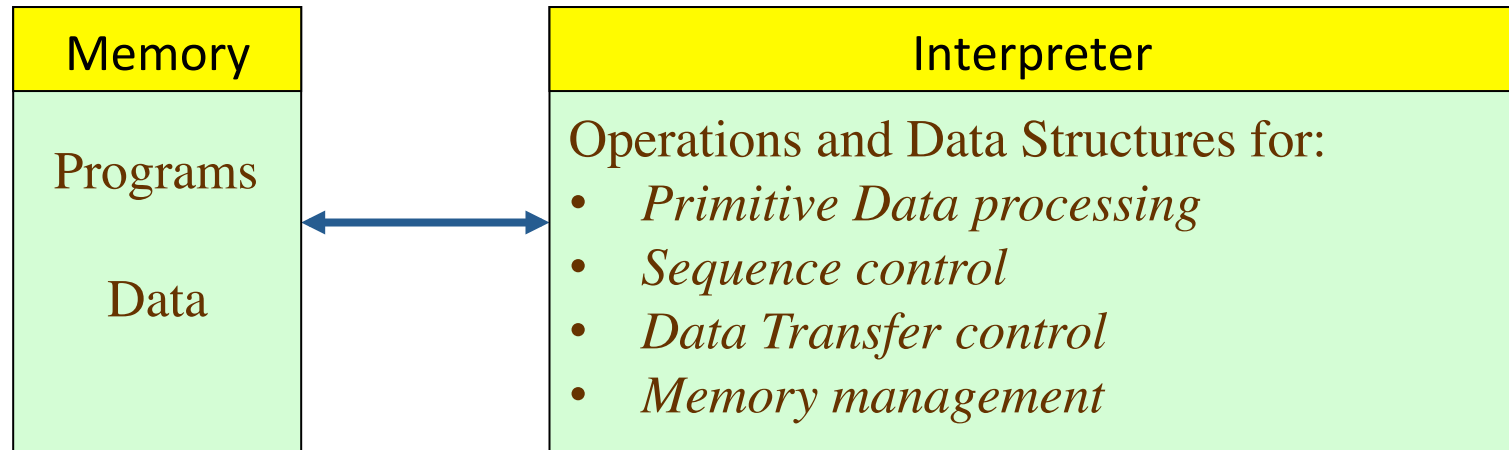 Memory
Programs
Data
Interpreter
Operations and Data Structures for:
• Primitive Data processing
• Sequence control
• Data Transfer control
• Memory management